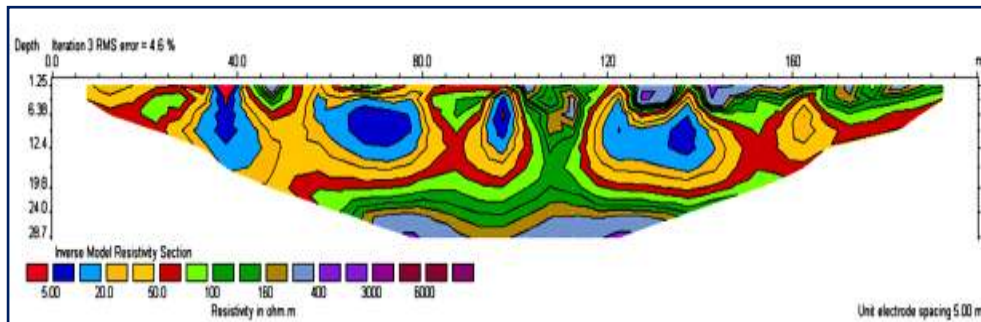 Depth Iteration 3 RMS error = 4.6 %
0.0 40.0 80.0 120 160 m
1.25
6.38
12.4
19.8
24.0
28.7
Inverse Model Resistivity Section
5.00 20.0 50.0 100 160 400 3000 6000
Resistivity in ohm.m
Unit electrode spacing 5.00 m